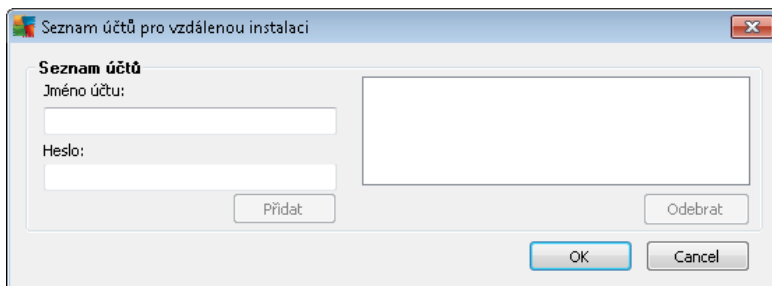 Seznam účtů pro vzdálenou instalaci
Seznam účtů
Jméno účtu:
Heslo:
Přidat
Odebrat
OK
Cancel